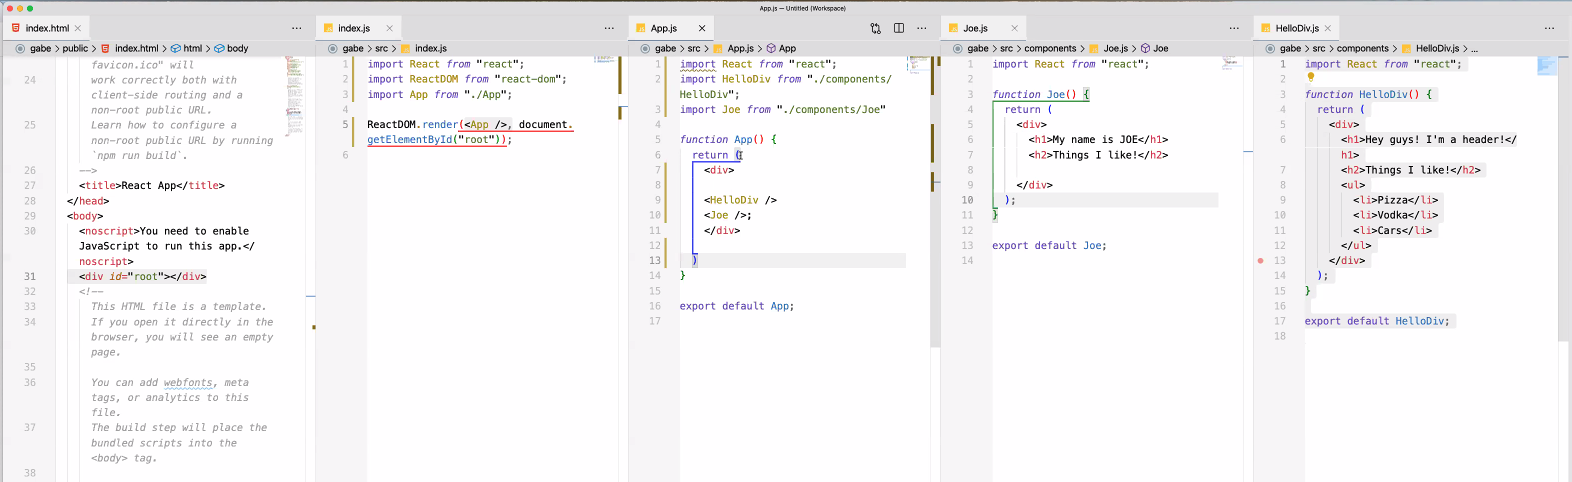 App.js — Untitled (Workspace)
index.html
gabe > public > index.html > html > body
favicon.ico" will
24 work correctly both with
client-side routing and a
non-root public URL.
25 Learn how to configure a
non-root public URL by running
`npm run build`.
26 -->
27 <title>React App</title>
28 </head>
29 <body>
30 <noscript>You need to enable
JavaScript to run this app.</
noscript>
31 <div id="root"></div>
32 <!--
33 This HTML file is a template.
34 If you open it directly in the
browser, you will see an empty
page.
35
36 You can add webfonts, meta
tags, or analytics to this
file.
37 The build step will place the
bundled scripts into the
<body> tag.
38
index.js
gabe > src > index.js
1 import React from "react";
2 import ReactDOM from "react-dom";
3 import App from "./App";
4
5 ReactDOM.render(<App />, document.
getElementById("root"));
6
App.js
gabe > src > App.js > App
1 import React from "react";
2 import HelloDiv from "./components/
HelloDiv";
3 import Joe from "./components/Joe"
4
5 function App() {
6 return (
7 <div>
8
9 <HelloDiv />
10 <Joe />;
11 </div>
12
13 )
14 }
15
16 export default App;
17
Joe.js
gabe > src > components > Joe.js > Joe
1 import React from "react";
2
3 function Joe() {
4 return (
5 <div>
6 <h1>My name is JOE</h1>
7 <h2>Things I like!</h2>
8
9 </div>
10 );
11 }
12
13 export default Joe;
14
HelloDiv.js
gabe > src > components > HelloDiv.js > ...
1 import React from "react";
2
3 function HelloDiv() {
4 return (
5 <div>
6 <h1>Hey guys! I'm a header!</
h1>
7 <h2>Things I like!</h2>
8 <ul>
9 <li>Pizza</li>
10 <li>Vodka</li>
11 <li>Cars</li>
12 </ul>
13 </div>
14 );
15 }
16
17 export default HelloDiv;
18